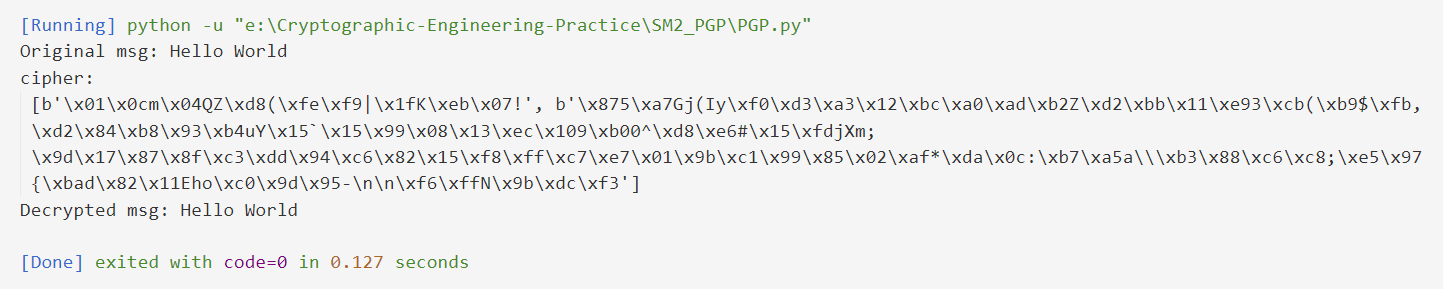 [Running] python -u "e:\Cryptographic-Engineering-Practice\SM2_PGP\PGP.py"
Original msg: Hello World
cipher:
[b'\x01\x0cm\x04QZ\xd8(\xfe\xf9|\x1fK\xeb\x07!', b'\x875\xa7Gj(Iy\xf0\xd3\xa3\x12\xbc\xa0\xad\xb2Z\xd2\xbb\x11\xe93\xcb(\xb9$\xfb,
\xd2\x84\xb8\x93\xb4uY\x15`\x15\x99\x08\x13\xec\x109\xb00^\xd8\xe6#\x15\xfdjXm;
\x9d\x17\x87\x8f\xc3\xdd\x94\xc6\x82\x15\xf8\xff\xc7\xe7\x01\x9b\xc1\x99\x85\x02\xaf*\xda\x0c:\xb7\xa5a\\\xb3\x88\xc6\xc8;\xe5\x97
{\xbad\x82\x11Eho\xc0\x9d\x95-\n\n\xf6\xffN\x9b\xdc\xf3']
Decrypted msg: Hello World
[Done] exited with code=0 in 0.127 seconds